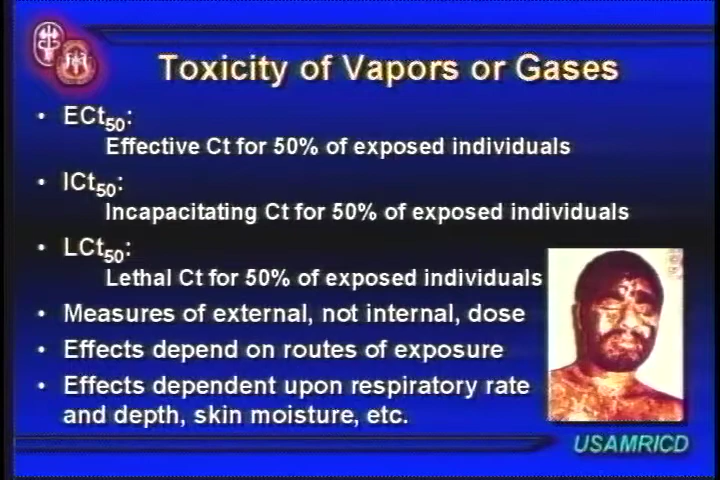 Toxicity of Vapors or Gases
• ECt50:
Effective Ct for 50% of exposed individuals
• ICt50:
Incapacitating Ct for 50% of exposed individuals
• LCt50:
Lethal Ct for 50% of exposed individuals
• Measures of external, not internal, dose
• Effects depend on routes of exposure
• Effects dependent upon respiratory rate
and depth, skin moisture, etc.
USAMRICD